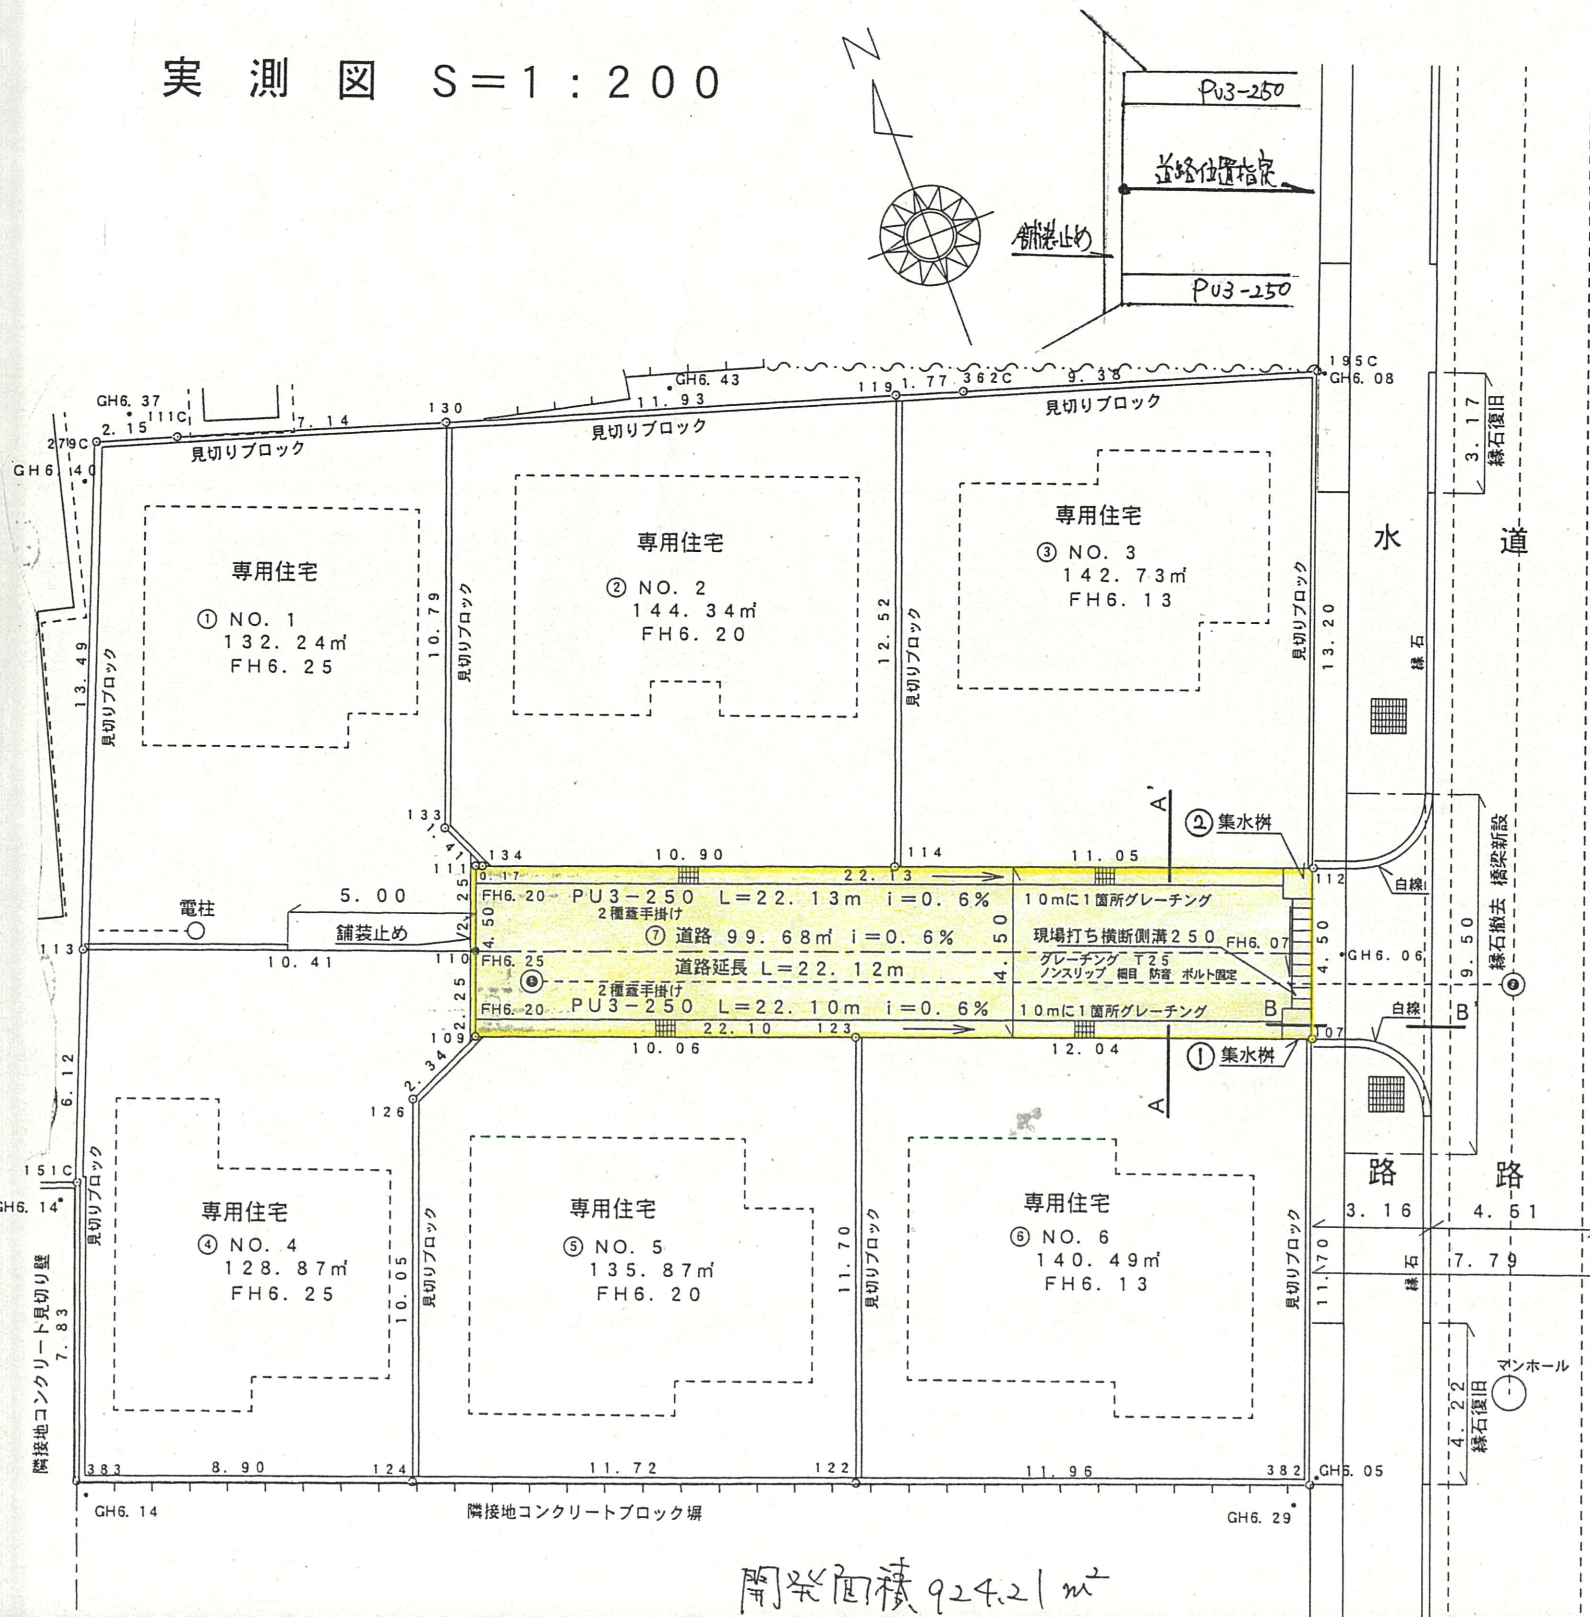 実 測 図 S=1:200
N
PU3-250
道路位置指定
舗装止め
PU3-250
195C
GH6.08
GH6.43
119
1.77
362C
9.38
見切りブロック
11.93
見切りブロック
130
GH6.37
111C
2.15
7.14
見切りブロック
279C
GH6.40
3.17
縁石復旧
水
道
専用住宅
① NO.1
132.24㎡
FH6.25
専用住宅
② NO.2
144.34㎡
FH6.20
専用住宅
③ NO.3
142.73㎡
FH6.13
13.49
見切りブロック
10.79
見切りブロック
12.52
見切りブロック
見切りブロック
13.20
縁石
133
1.41
134
111
0.17
10.90
114
11.05
A'
② 集水桝
112
白線
22.13
2.25
FH6.20 PU3-250 L=22.13m i=0.6%
10mに1箇所グレーチング
2種蓋手掛け
5.00
電柱
舗装止め
4.50
⑦ 道路 99.68㎡ i=0.6%
4.50
現場打ち横断側溝250
FH6.07
4.50
GH6.06
9.50
縁石撤去 橋梁新設
113
10.41
110
FH6.25
道路延長 L=22.12m
グレーチング T25
ノンスリップ 細目 防音 ボルト固定
2種蓋手掛け
2.25
FH6.20 PU3-250 L=22.10m i=0.6%
10mに1箇所グレーチング
B
107
白線
B'
22.10
123
109
10.06
12.04
① 集水桝
2.34
126
A
6.12
151C
GH6.14
見切りブロック
専用住宅
④ NO.4
128.87㎡
FH6.25
専用住宅
⑤ NO.5
135.87㎡
FH6.20
専用住宅
⑥ NO.6
140.49㎡
FH6.13
10.05
見切りブロック
11.70
見切りブロック
見切りブロック
11.70
路
路
3.16
4.51
7.79
縁石
隣接地コンクリート見切り壁
7.83
マンホール
4.22
縁石復旧
383
8.90
124
11.72
122
11.96
382
GH6.05
GH6.14
隣接地コンクリートブロック塀
GH6.29
開発面積 924.21㎡